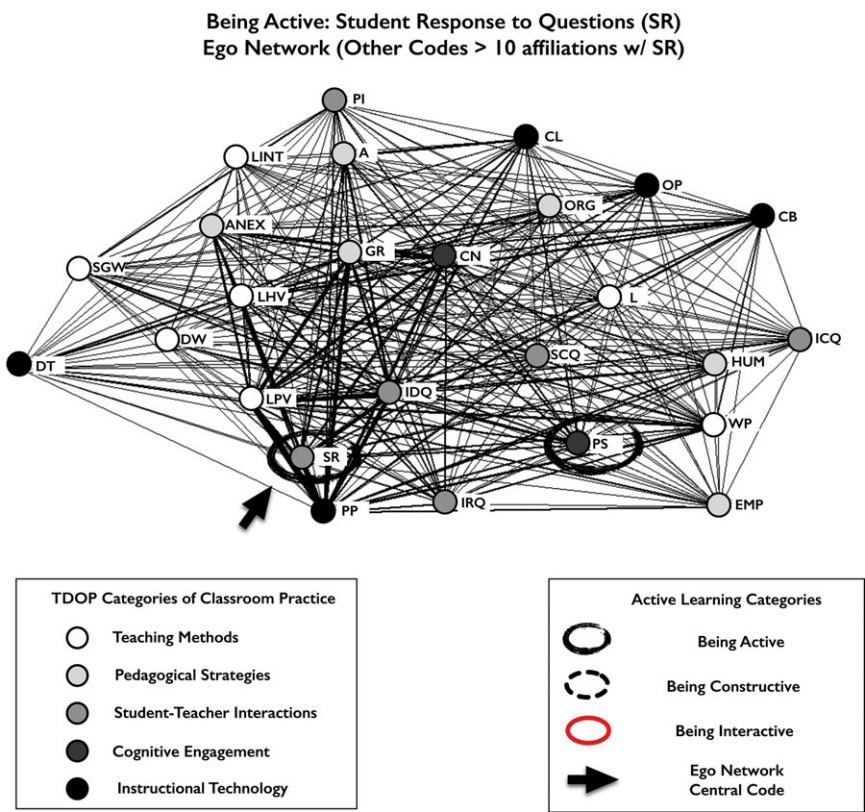 Being Active: Student Response to Questions (SR)
Ego Network (Other Codes > 10 affiliations w/ SR)
PI
CL
LINT
A
OP
ORG
CB
ANEX
GR
CN
SGW
LHV
L
DW
ICQ
SCQ
HUM
DT
IDQ
LPV
WP
PS
SR
IRQ
EMP
PP
TDOP Categories of Classroom Practice
Teaching Methods
Pedagogical Strategies
Student-Teacher Interactions
Cognitive Engagement
Instructional Technology
Active Learning Categories
Being Active
Being Constructive
Being Interactive
Ego Network
Central Code